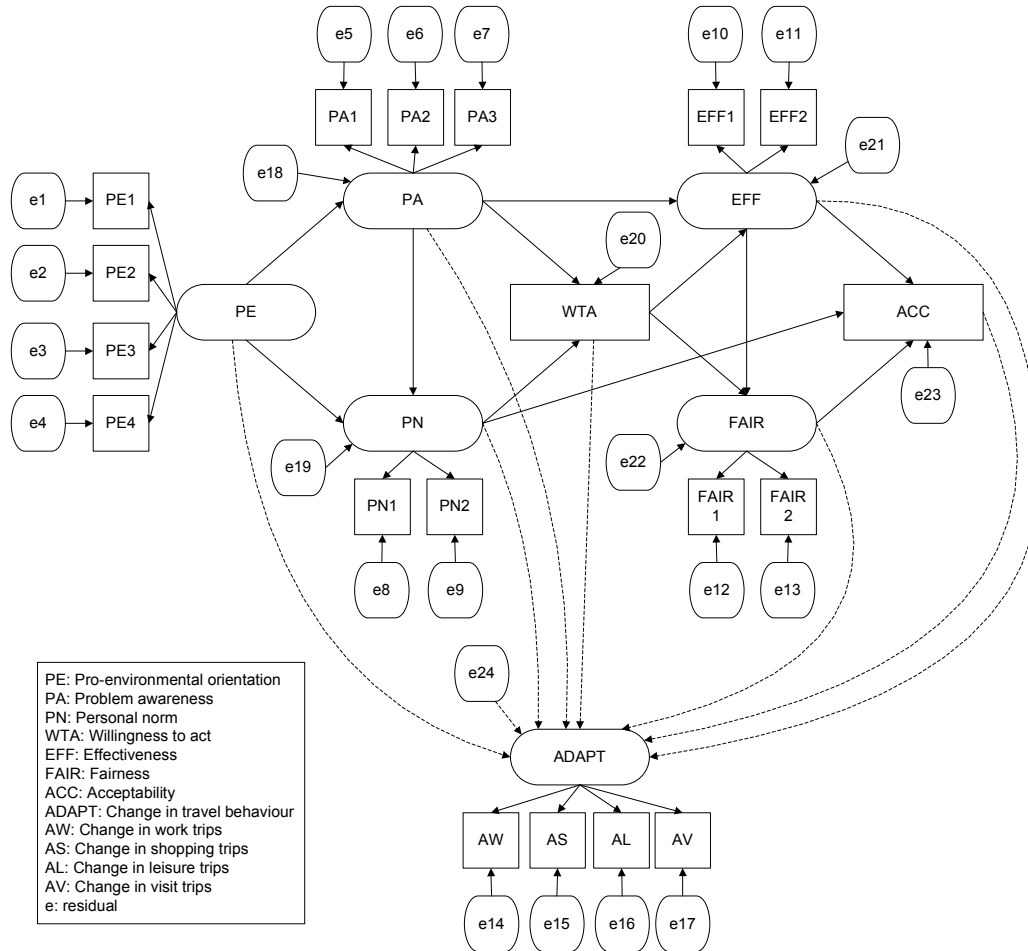 e5
e6
e7
e10
e11
PA1
PA2
PA3
EFF1
EFF2
e18
e21
e1
PE1
PA
EFF
e20
e2
PE2
PE
WTA
ACC
e3
PE3
e23
e4
PE4
PN
FAIR
e19
e22
PN1
PN2
FAIR
1
FAIR
2
e8
e9
e12
e13
e24
ADAPT
PE: Pro-environmental orientation
PA: Problem awareness
PN: Personal norm
WTA: Willingness to act
EFF: Effectiveness
FAIR: Fairness
ACC: Acceptability
ADAPT: Change in travel behaviour
AW: Change in work trips
AS: Change in shopping trips
AL: Change in leisure trips
AV: Change in visit trips
e: residual
AW
AS
AL
AV
e14
e15
e16
e17